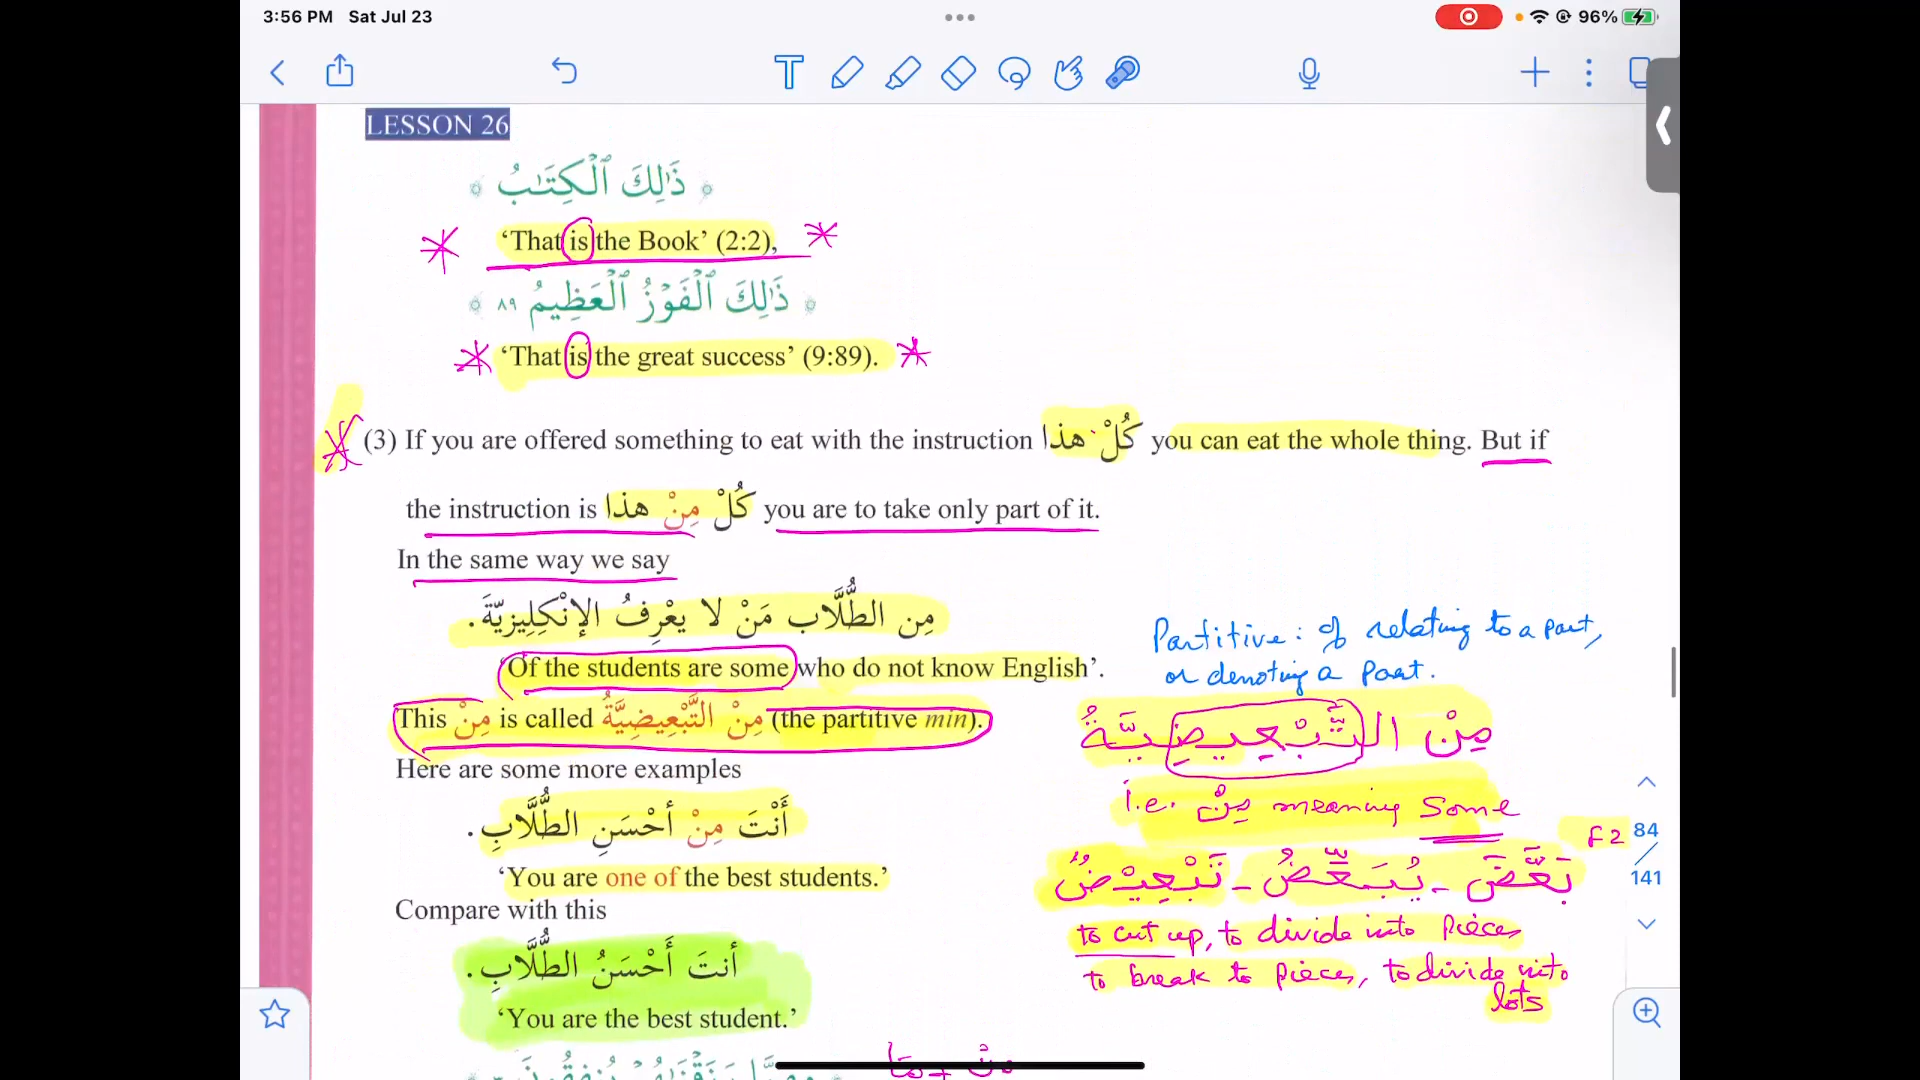 3:56 PM Sat Jul 23
96%
LESSON 26
ذَٰلِكَ ٱلْكِتَٰبُ
‘That is the Book’ (2:2),
ذَٰلِكَ ٱلْفَوْزُ ٱلْعَظِيمُ ٨٩
‘That is the great success’ (9:89).
(3) If you are offered something to eat with the instruction كُلْ هذا you can eat the whole thing. But if
the instruction is كُلْ مِنْ هذا you are to take only part of it.
In the same way we say
مِن الطُّلَّاب مَنْ لا يعْرِفُ الإنْكِلِيزيّةَ.
‘Of the students are some who do not know English’.
This مِنْ is called مِنْ التَّبْعِيضِيَّةُ (the partitive min).
Here are some more examples
أَنْتَ مِنْ أحْسَنِ الطُّلَّابِ.
‘You are one of the best students.’
Compare with this
أنتَ أَحْسَنُ الطُّلَّابِ.
‘You are the best student.’
Partitive: of relating to a part,
or denoting a part.
مِنْ التَّبْعِيضِيَّةُ
i.e. مِنْ meaning some
F2
بَعَّضَ - يُبَعِّضُ - تَبْعِيْضٌ
to cut up, to divide into pieces
to break to pieces, to divide into
lots
84
141